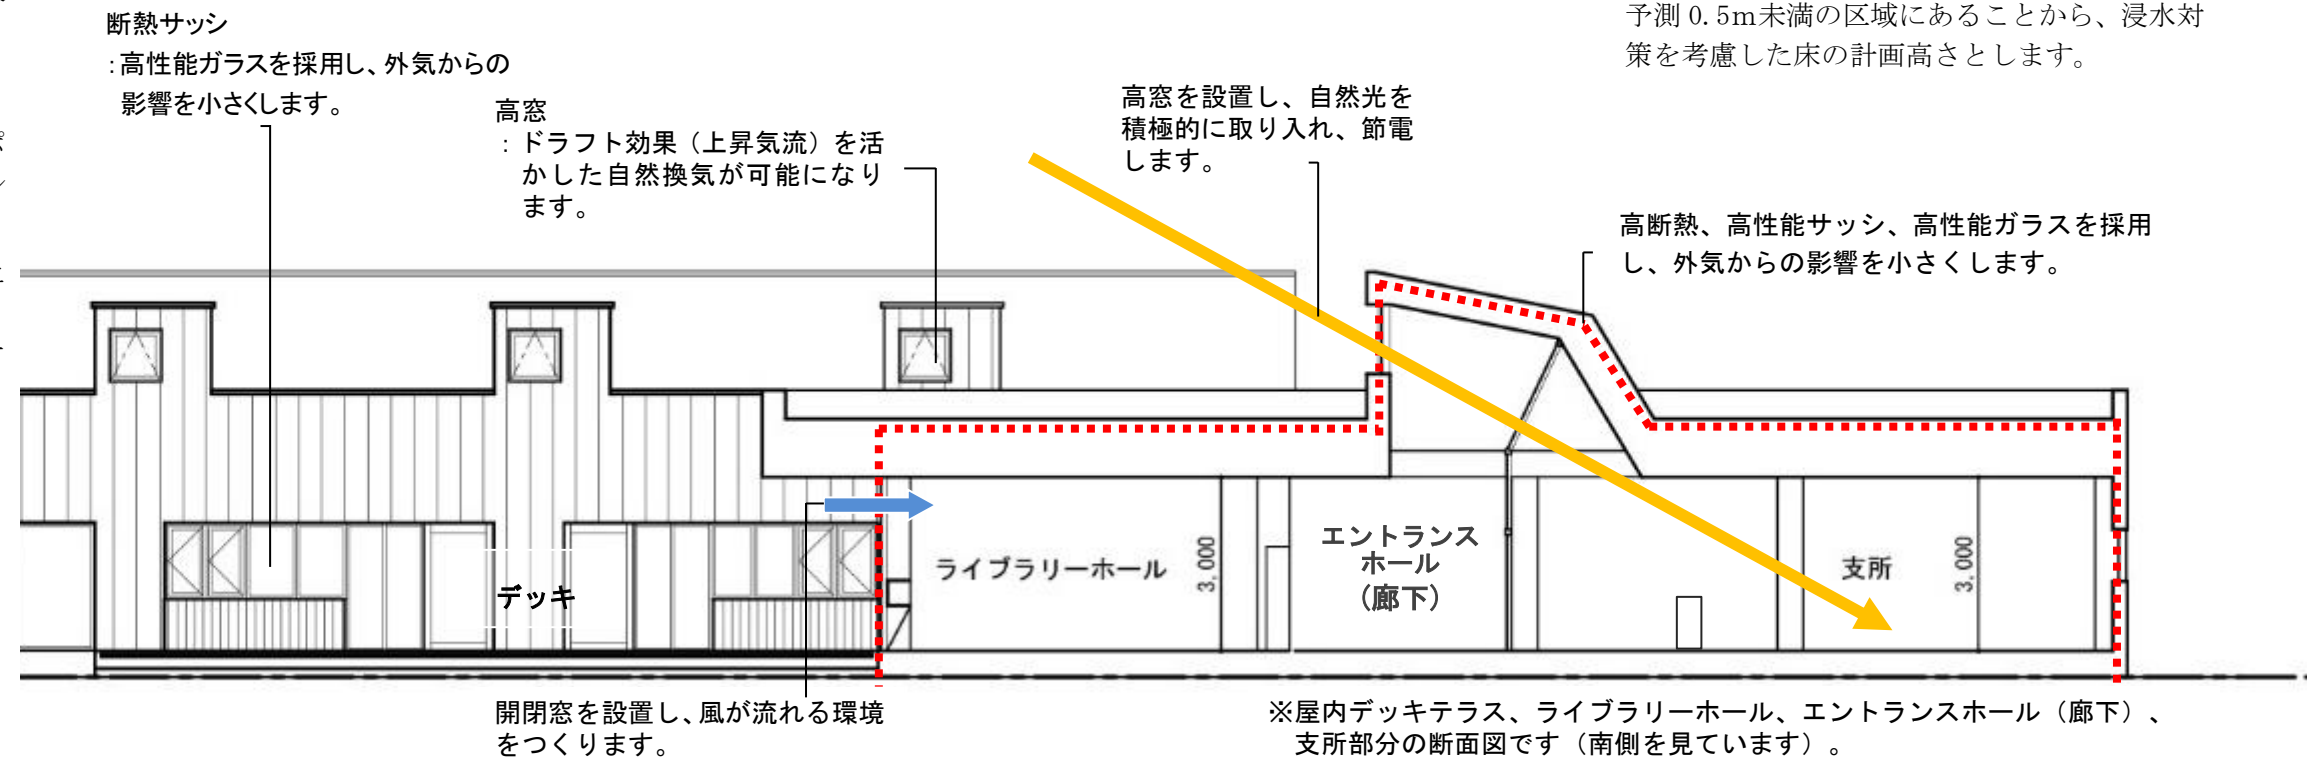 断熱サッシ
：高性能ガラスを採用し、外気からの
影響を小さくします。
高窓
：ドラフト効果（上昇気流）を活
かした自然換気が可能になり
ます。
高窓を設置し、自然光を
積極的に取り入れ、節電
します。
予測 0.5m未満の区域にあることから、浸水対
策を考慮した床の計画高さとします。
高断熱、高性能サッシ、高性能ガラスを採用
し、外気からの影響を小さくします。
デッキ
ライブラリーホール
3,000
エントランス
ホール
（廊下）
支所
3,000
開閉窓を設置し、風が流れる環境
をつくります。
※屋内デッキテラス、ライブラリーホール、エントランスホール（廊下）、
支所部分の断面図です（南側を見ています）。